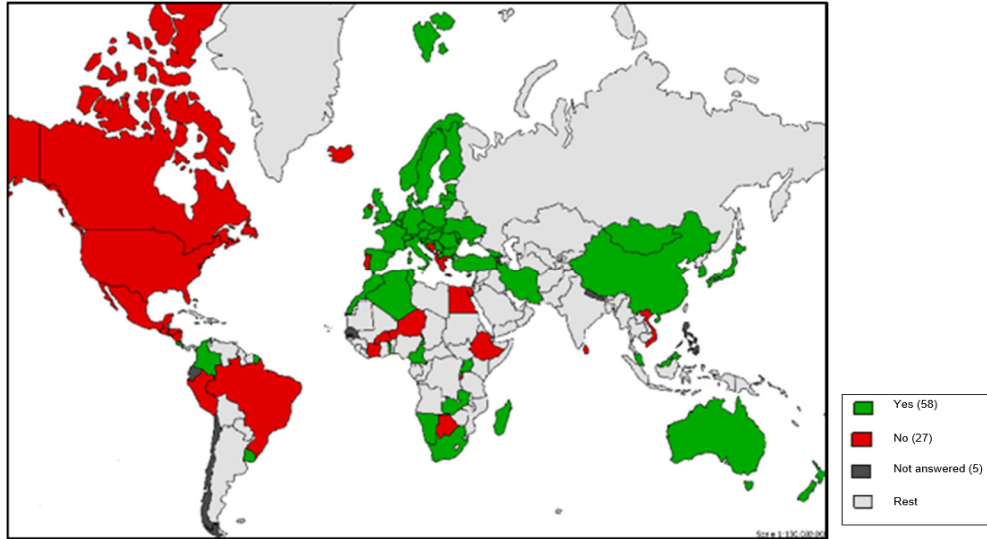 Yes (58)
No (27)
Not answered (5)
Rest